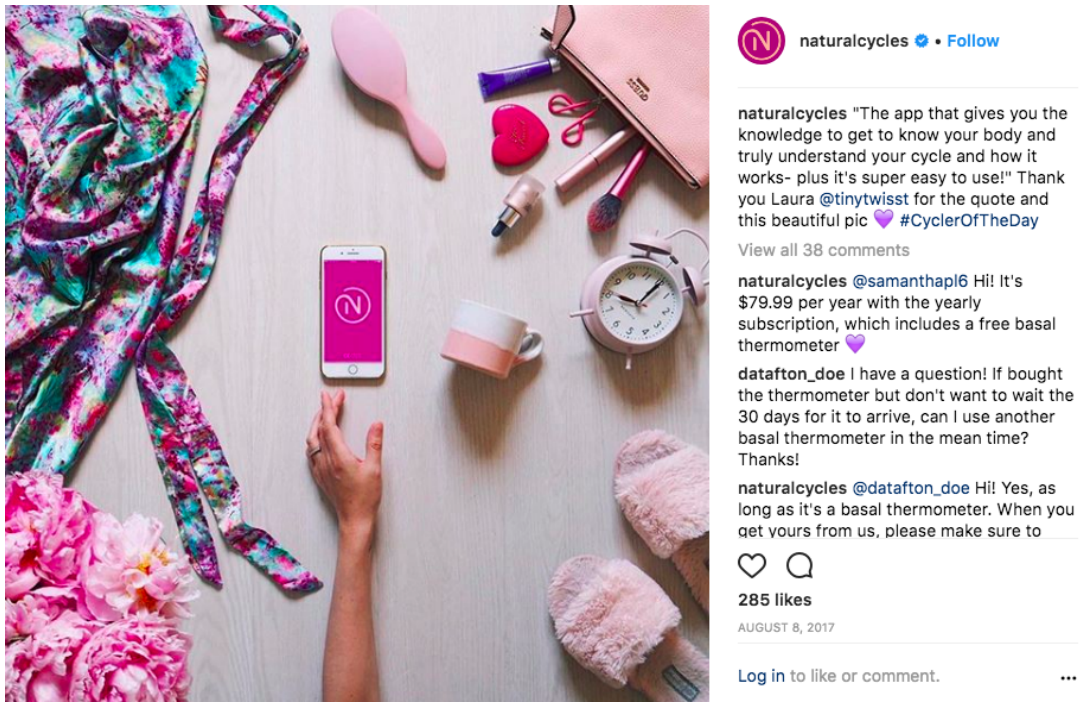 naturalcycles • Follow
naturalcycles "The app that gives you the
knowledge to get to know your body and
truly understand your cycle and how it
works- plus it's super easy to use!" Thank
you Laura @tinytwisst for the quote and
this beautiful pic 💜 #CyclerOfTheDay
View all 38 comments
naturalcycles @samanthapl6 Hi! It's
$79.99 per year with the yearly
subscription, which includes a free basal
thermometer 💜
datafton_doe I have a question! If bought
the thermometer but don't want to wait the
30 days for it to arrive, can I use another
basal thermometer in the mean time?
Thanks!
naturalcycles @datafton_doe Hi! Yes, as
long as it's a basal thermometer. When you
get yours from us, please make sure to
285 likes
AUGUST 8, 2017
Log in to like or comment.